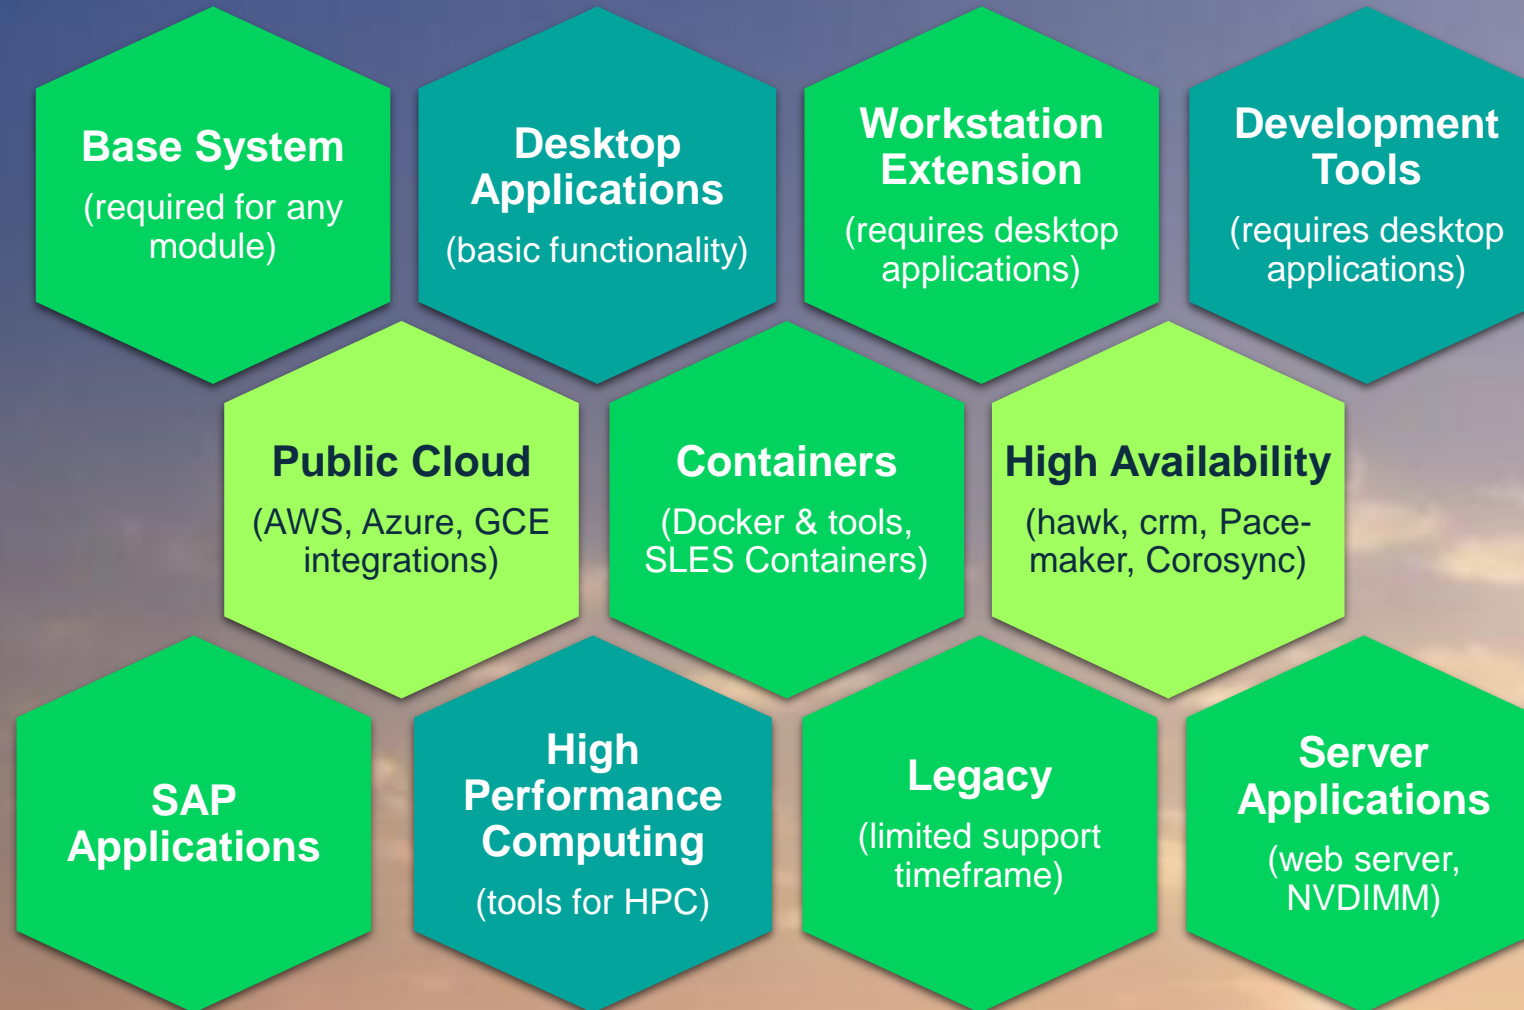 Base System
(required for any
module)
Desktop
Applications
(basic functionality)
Workstation
Extension
(requires desktop
applications)
Development
Tools
(requires desktop
applications)
Public Cloud
(AWS, Azure, GCE
integrations)
Containers
(Docker & tools,
SLES Containers)
High Availability
(hawk, crm, Pace-
maker, Corosync)
SAP
Applications
High
Performance
Computing
(tools for HPC)
Legacy
(limited support
timeframe)
Server
Applications
(web server,
NVDIMM)